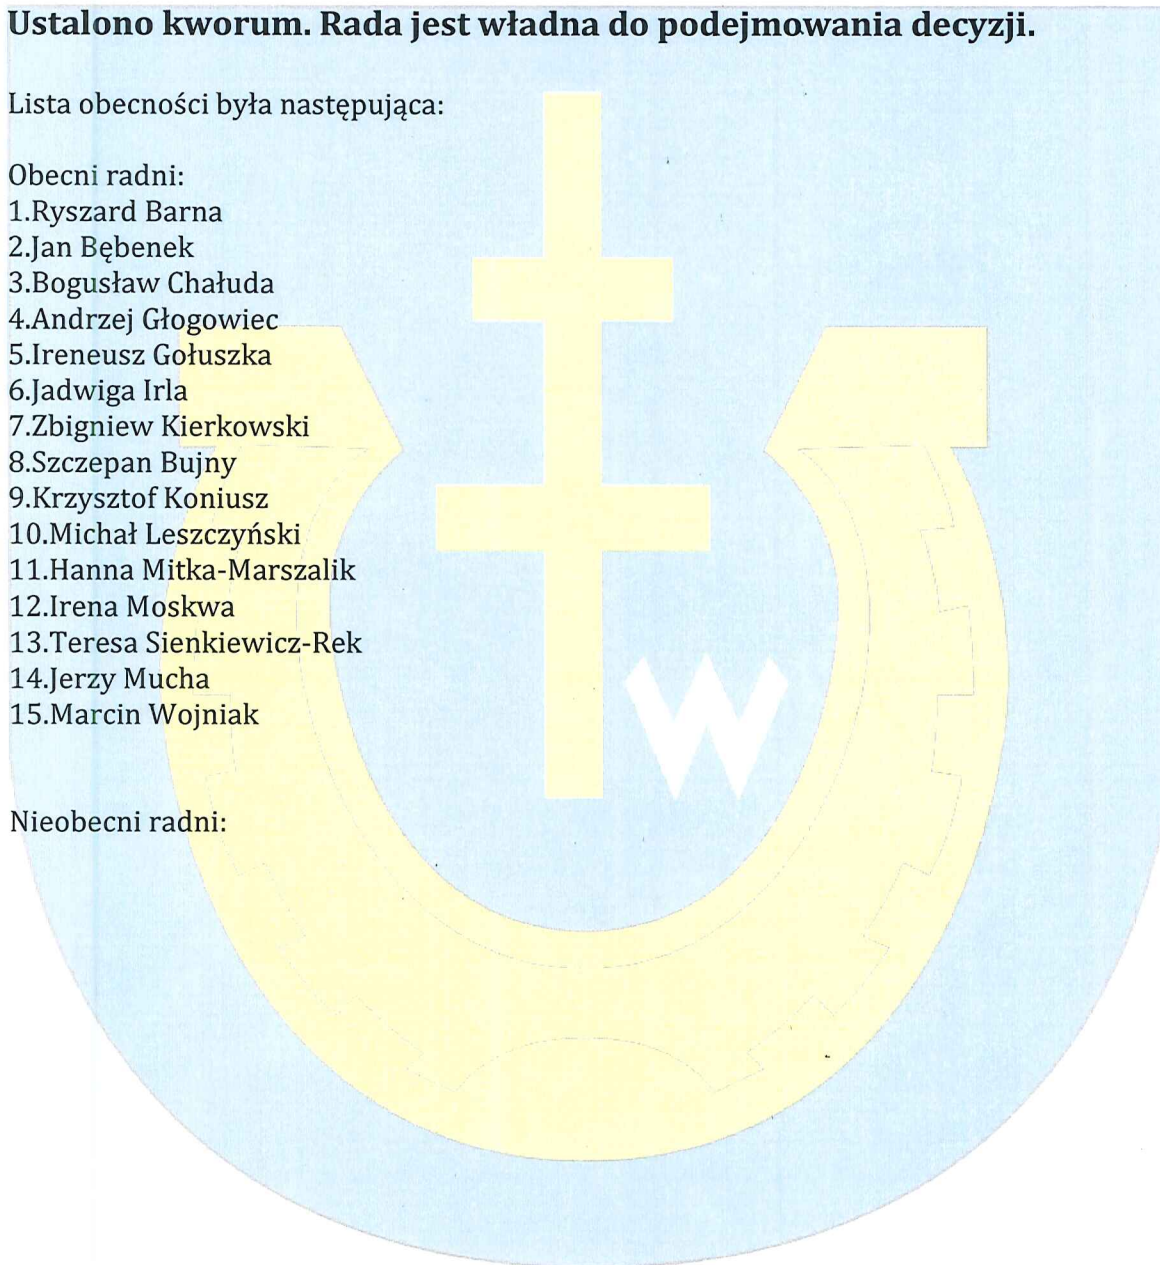 Ustalono kworum. Rada jest władna do podejmowania decyzji.
Lista obecności była następująca:
Obecni radni:
1.Ryszard Barna
2.Jan Bębenek
3.Bogusław Chałuda
4.Andrzej Głogowiec
5.Ireneusz Gołuszka
6.Jadwiga Irla
7.Zbigniew Kierkowski
8.Szczepan Bujny
9.Krzysztof Koniusz
10.Michał Leszczyński
11.Hanna Mitka-Marszalik
12.Irena Moskwa
13.Teresa Sienkiewicz-Rek
14.Jerzy Mucha
15.Marcin Wojniak
W
Nieobecni radni: